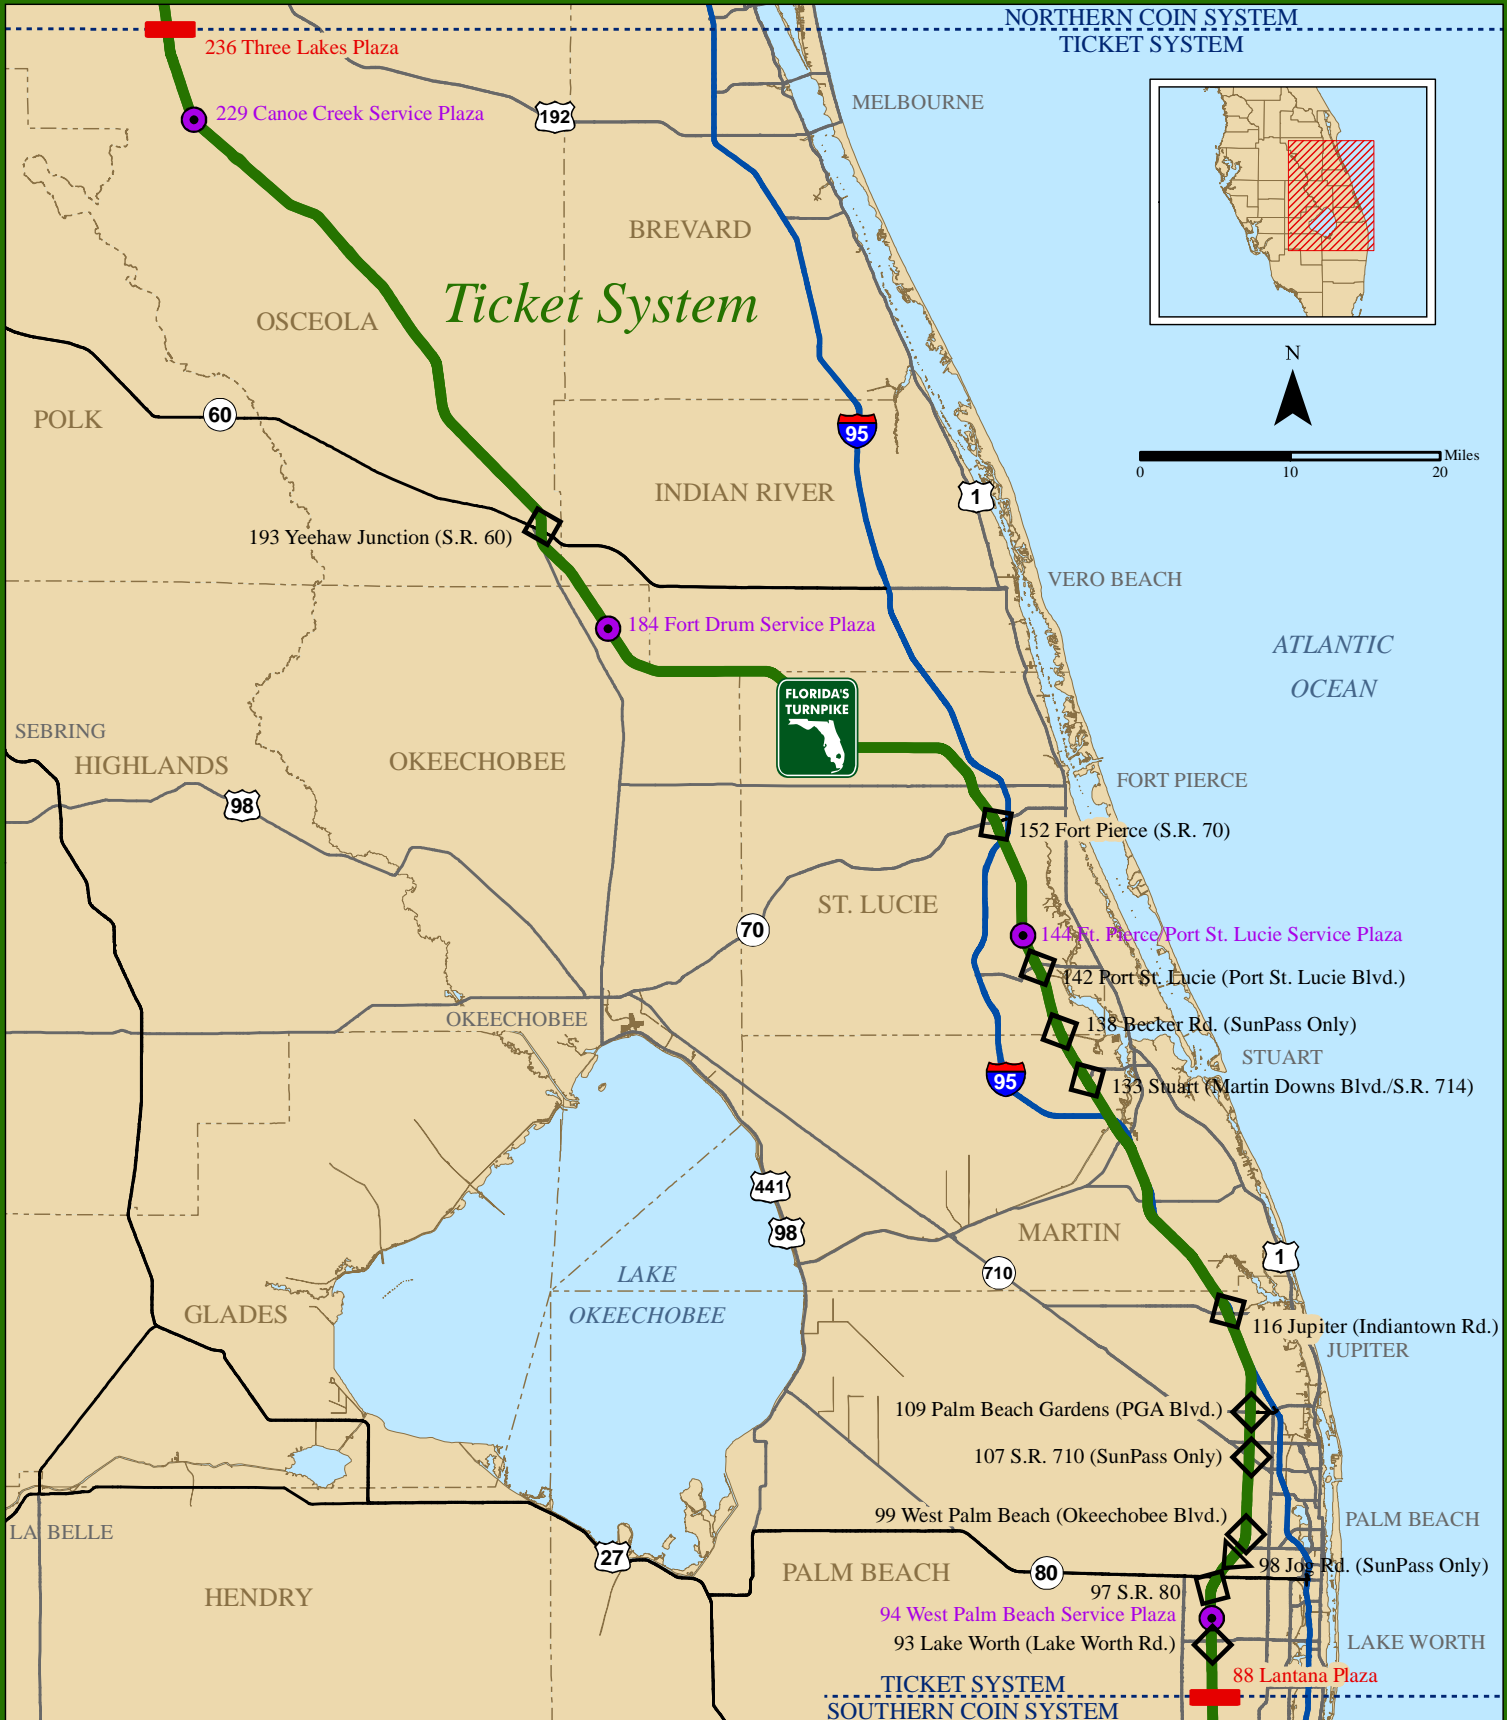 NORTHERN COIN SYSTEM
TICKET SYSTEM
236 Three Lakes Plaza
229 Canoe Creek Service Plaza
192
MELBOURNE
BREVARD
Ticket System
OSCEOLA
N
POLK
60
95
Miles
0 10 20
INDIAN RIVER
1
193 Yeehaw Junction (S.R. 60)
VERO BEACH
184 Fort Drum Service Plaza
ATLANTIC
OCEAN
FLORIDA'S
TURNPIKE
SEBRING
HIGHLANDS
OKEECHOBEE
FORT PIERCE
98
152 Fort Pierce (S.R. 70)
ST. LUCIE
70
144 Ft. Pierce/Port St. Lucie Service Plaza
142 Port St. Lucie (Port St. Lucie Blvd.)
OKEECHOBEE
138 Becker Rd. (SunPass Only)
STUART
95
133 Stuart (Martin Downs Blvd./S.R. 714)
441
98
MARTIN
1
710
LAKE
OKEECHOBEE
GLADES
116 Jupiter (Indiantown Rd.)
JUPITER
109 Palm Beach Gardens (PGA Blvd.)
107 S.R. 710 (SunPass Only)
99 West Palm Beach (Okeechobee Blvd.)
PALM BEACH
LA BELLE
27
98 Jog Rd. (SunPass Only)
PALM BEACH
80
97 S.R. 80
HENDRY
94 West Palm Beach Service Plaza
93 Lake Worth (Lake Worth Rd.)
LAKE WORTH
88 Lantana Plaza
TICKET SYSTEM
SOUTHERN COIN SYSTEM